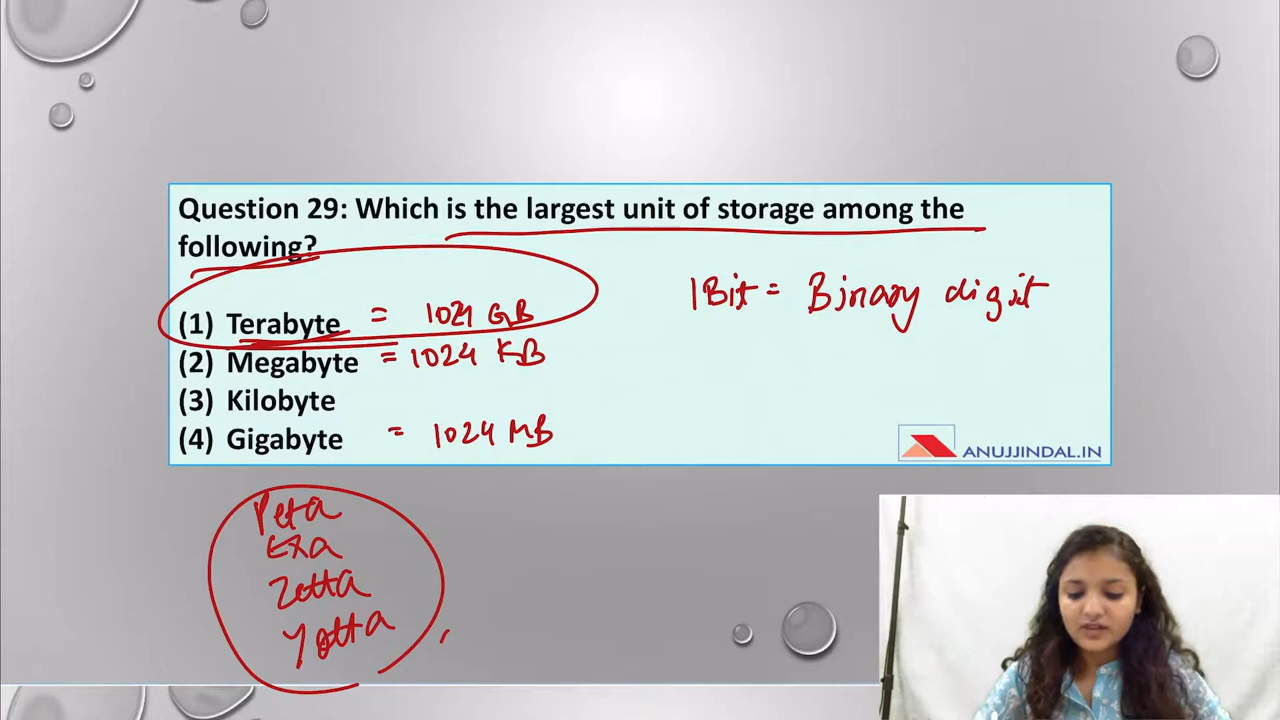 Question 29: Which is the largest unit of storage among the
following?
(1) Terabyte = 1024 GB
(2) Megabyte = 1024 KB
(3) Kilobyte
(4) Gigabyte = 1024 MB
1Bit = Binary digit
ANUJJINDAL.IN
Peta
Exa
Zetta
Yotta